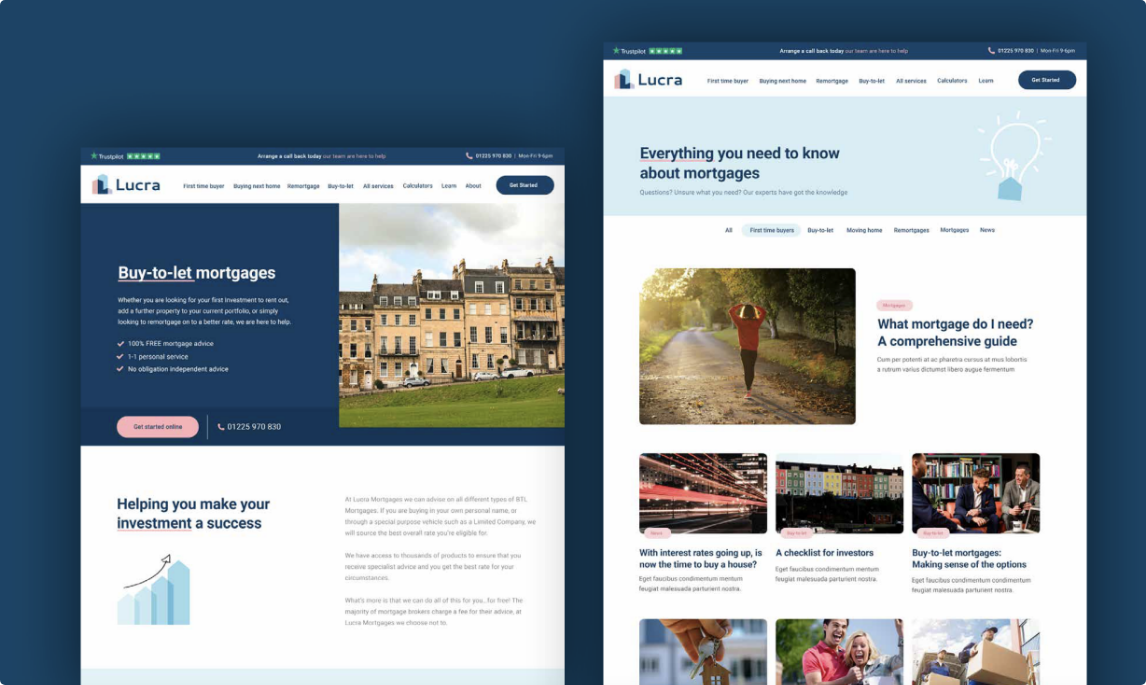 Trustpilot
Arrange a call back today our team are here to help
01225 970 830 | Mon-Fri 9-6pm
Lucra
First time buyer
Buying next home
Remortgage
Buy-to-let
All services
Calculators
Learn
About
Get Started
Buy-to-let mortgages
Whether you are looking for your first investment to rent out,
add a further property to your current portfolio, or simply
looking to remortgage on to a better rate, we are here to help.
100% FREE mortgage advice
1-1 personal service
No obligation independent advice
Get started online
01225 970 830
Helping you make your
investment a success
At Lucra Mortgages we can advise on all different types of BTL
Mortgages. If you are buying in your own personal name, or
through a special purpose vehicle such as a Limited Company, we
will source the best overall rate you're eligible for.
We have access to thousands of products to ensure that you
receive specialist advice and you get the best rate for your
circumstances.
What's more is that we can do all of this for you...for free! The
majority of mortgage brokers charge a fee for their advice, at
Lucra Mortgages we choose not to.
Trustpilot
Arrange a call back today our team are here to help
01225 970 830 | Mon-Fri 9-6pm
Lucra
First time buyer
Buying next home
Remortgage
Buy-to-let
All services
Calculators
Learn
Get Started
Everything you need to know
about mortgages
Questions? Unsure what you need? Our experts have got the knowledge
All
First time buyers
Buy-to-let
Moving home
Remortgages
Mortgages
News
Mortgages
What mortgage do I need?
A comprehensive guide
Cum per potenti at ac pharetra cursus at mus lobortis
a rutrum varius dictumst libero augue fermentum
News
With interest rates going up, is
now the time to buy a house?
Eget faucibus condimentum mentum
feugiat malesuada parturient nostra.
Buy-to-let
A checklist for investors
Eget faucibus condimentum mentum
feugiat malesuada parturient nostra.
Buy-to-let
Buy-to-let mortgages:
Making sense of the options
Eget faucibus condimentum condimentum
feugiat malesuada parturient nostra.